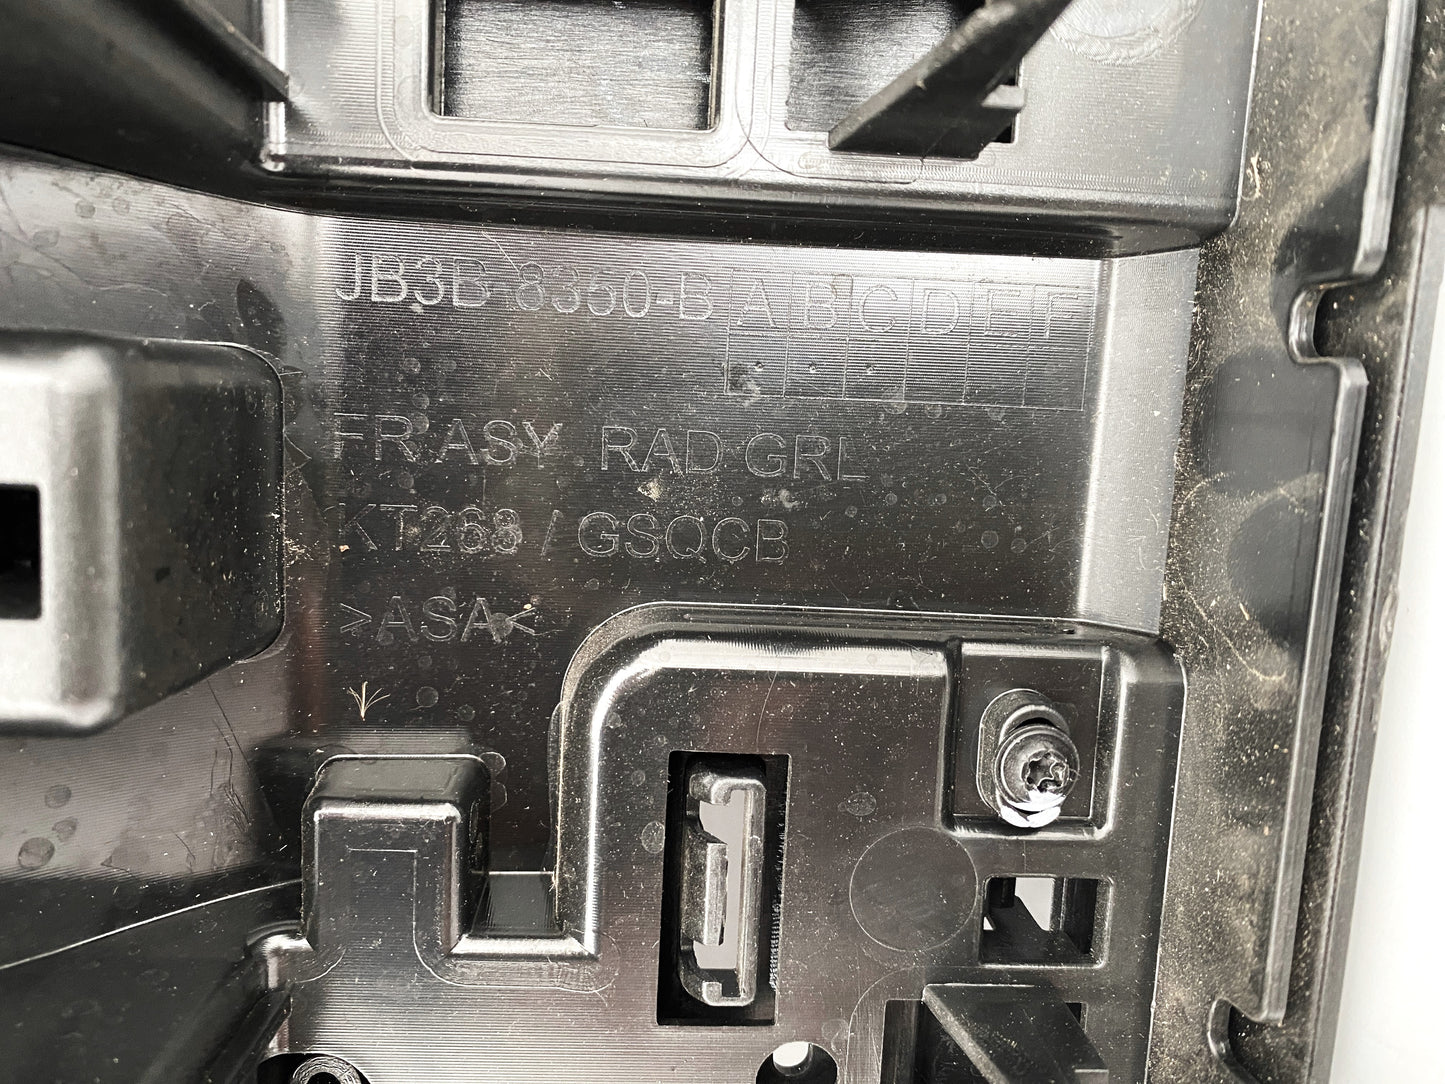 JB3B-8350-B A B C D E F
FR ASY RAD GRL
KT268 / GSQCB
>ASA<